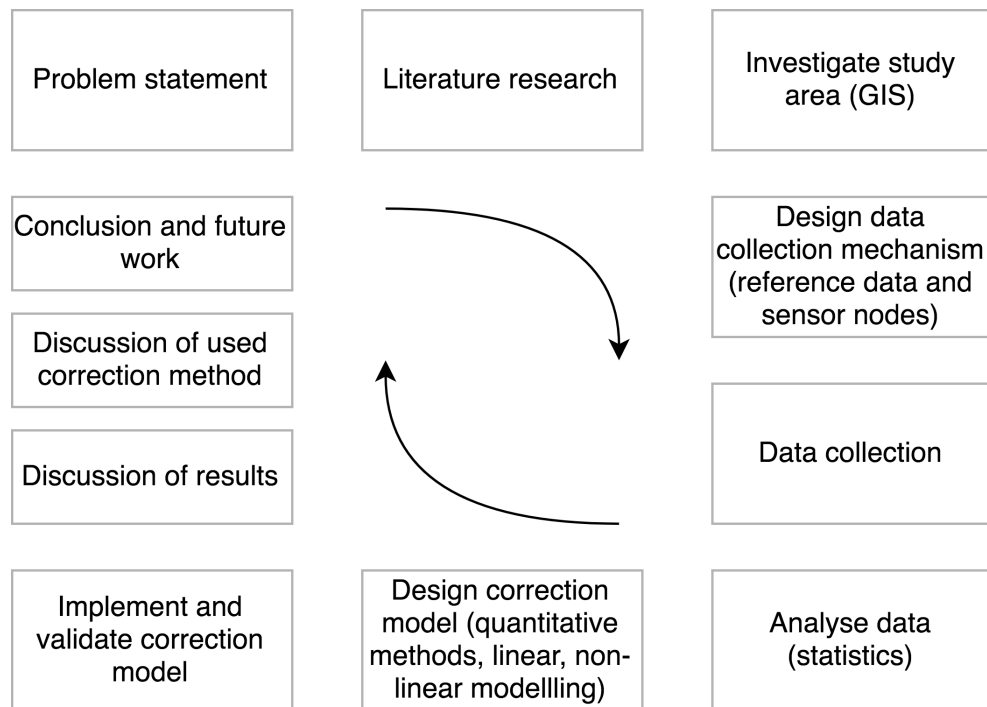 Problem statement
Literature research
Investigate study
area (GIS)
Design data
collection mechanism
(reference data and
sensor nodes)
Data collection
Analyse data
(statistics)
Design correction
model (quantitative
methods, linear, non-
linear modellling)
Implement and
validate correction
model
Discussion of results
Discussion of used
correction method
Conclusion and future
work